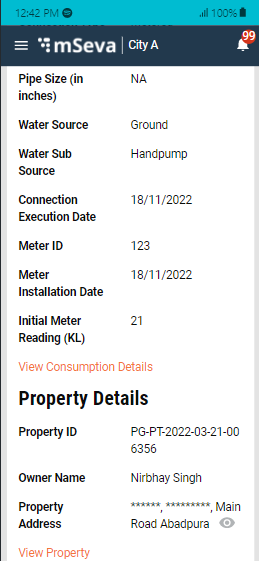 12:42 PM 100%
mSeva City A 99
Pipe Size (in NA
inches)
Water Source Ground
Water Sub Handpump
Source
Connection 18/11/2022
Execution Date
Meter ID 123
Meter 18/11/2022
Installation Date
Initial Meter 21
Reading (KL)
View Consumption Details
Property Details
Property ID PG-PT-2022-03-21-00
6356
Owner Name Nirbhay Singh
Property ******, *********, Main
Address Road Abadpura
View Property